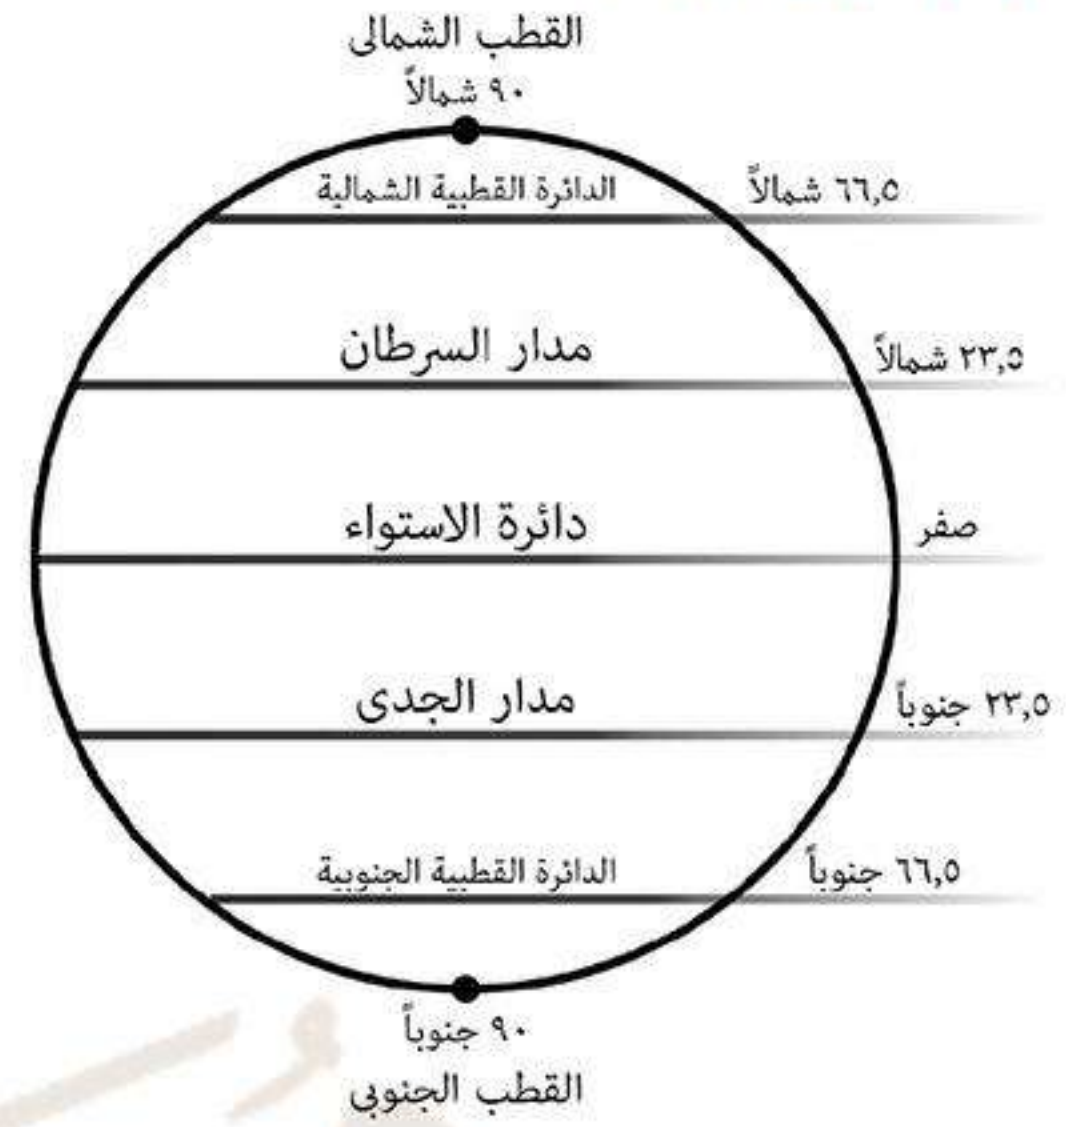 القطب الشمالى
٩٠ شمالاً
الدائرة القطبية الشمالية
٦٦,٥ شمالاً
مدار السرطان
٢٣,٥ شمالاً
دائرة الاستواء
صفر
مدار الجدى
٢٣,٥ جنوباً
الدائرة القطبية الجنوبية
٦٦,٥ جنوباً
٩٠ جنوباً
القطب الجنوبى